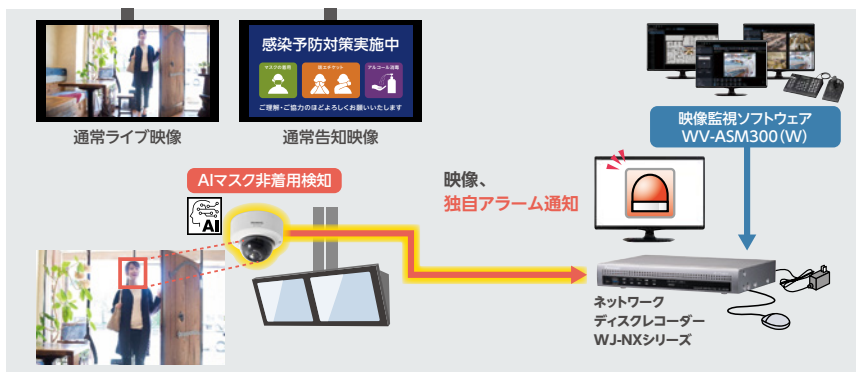 感染予防対策実施中
マスクの着用
咳エチケット
アルコール消毒
ご理解・ご協力のほどよろしくお願いいたします
通常ライブ映像
通常告知映像
映像監視ソフトウェア
WV-ASM300(W)
AIマスク非着用検知
AI
映像、
独自アラーム通知
ネットワーク
ディスクレコーダー
WJ-NXシリーズ